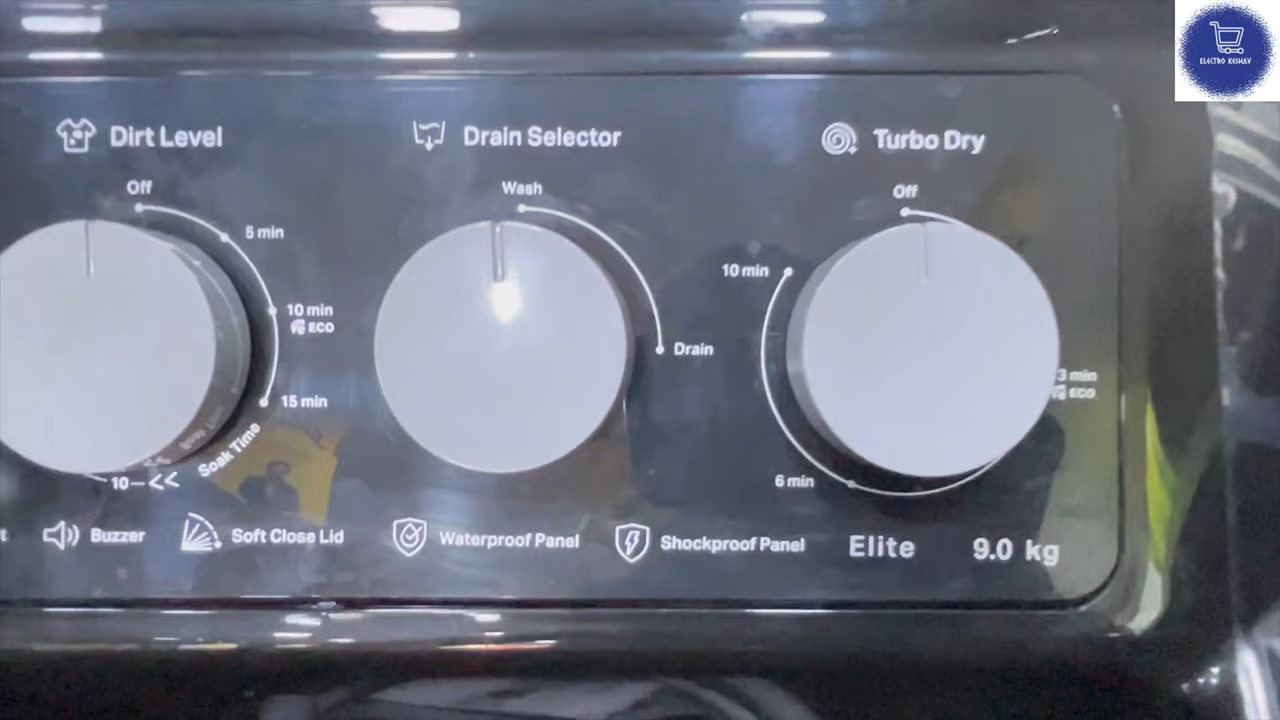 Dirt Level
Off
5 min
10 min
ECO
15 min
Soak Time
10
Drain Selector
Wash
Drain
Turbo Dry
Off
3 min
ECO
6 min
10 min
Buzzer
Soft Close Lid
Waterproof Panel
Shockproof Panel
Elite
9.0 kg
ELECTRO KESHAV